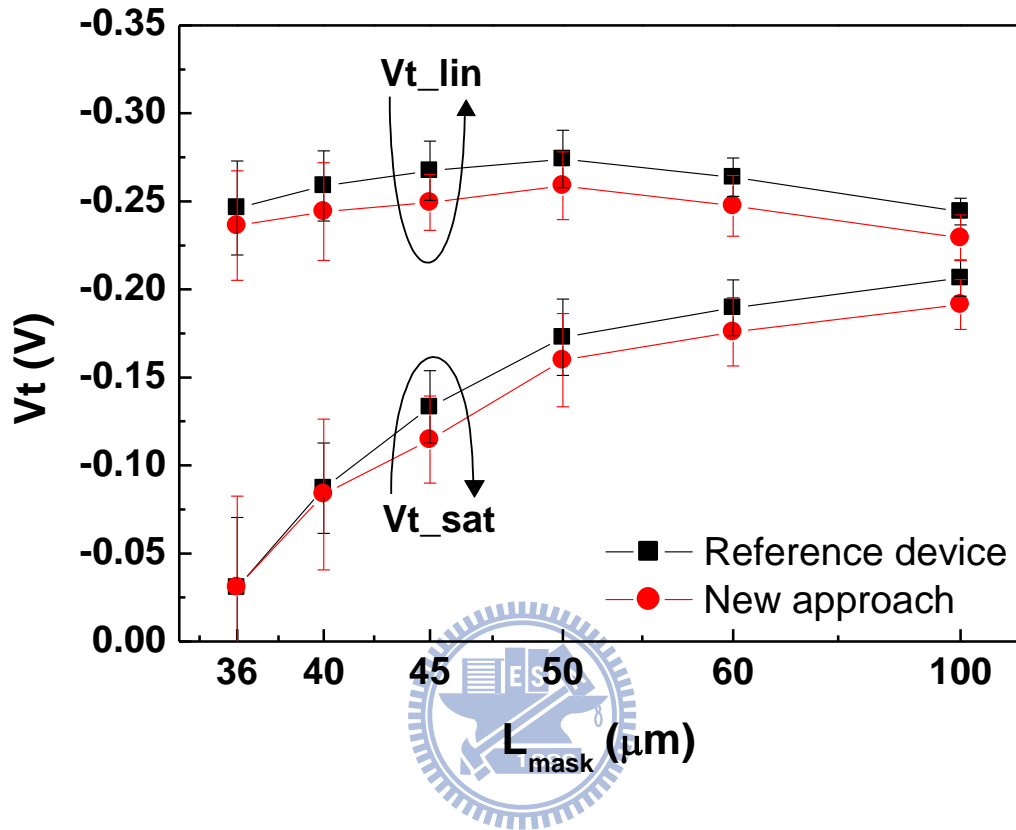 -0.35
-0.30
-0.25
-0.20
-0.15
-0.10
-0.05
0.00
Vt (V)
Vt_lin
Vt_sat
Reference device
New approach
36 40 45 50 60 100
E S
L_mask (μm)